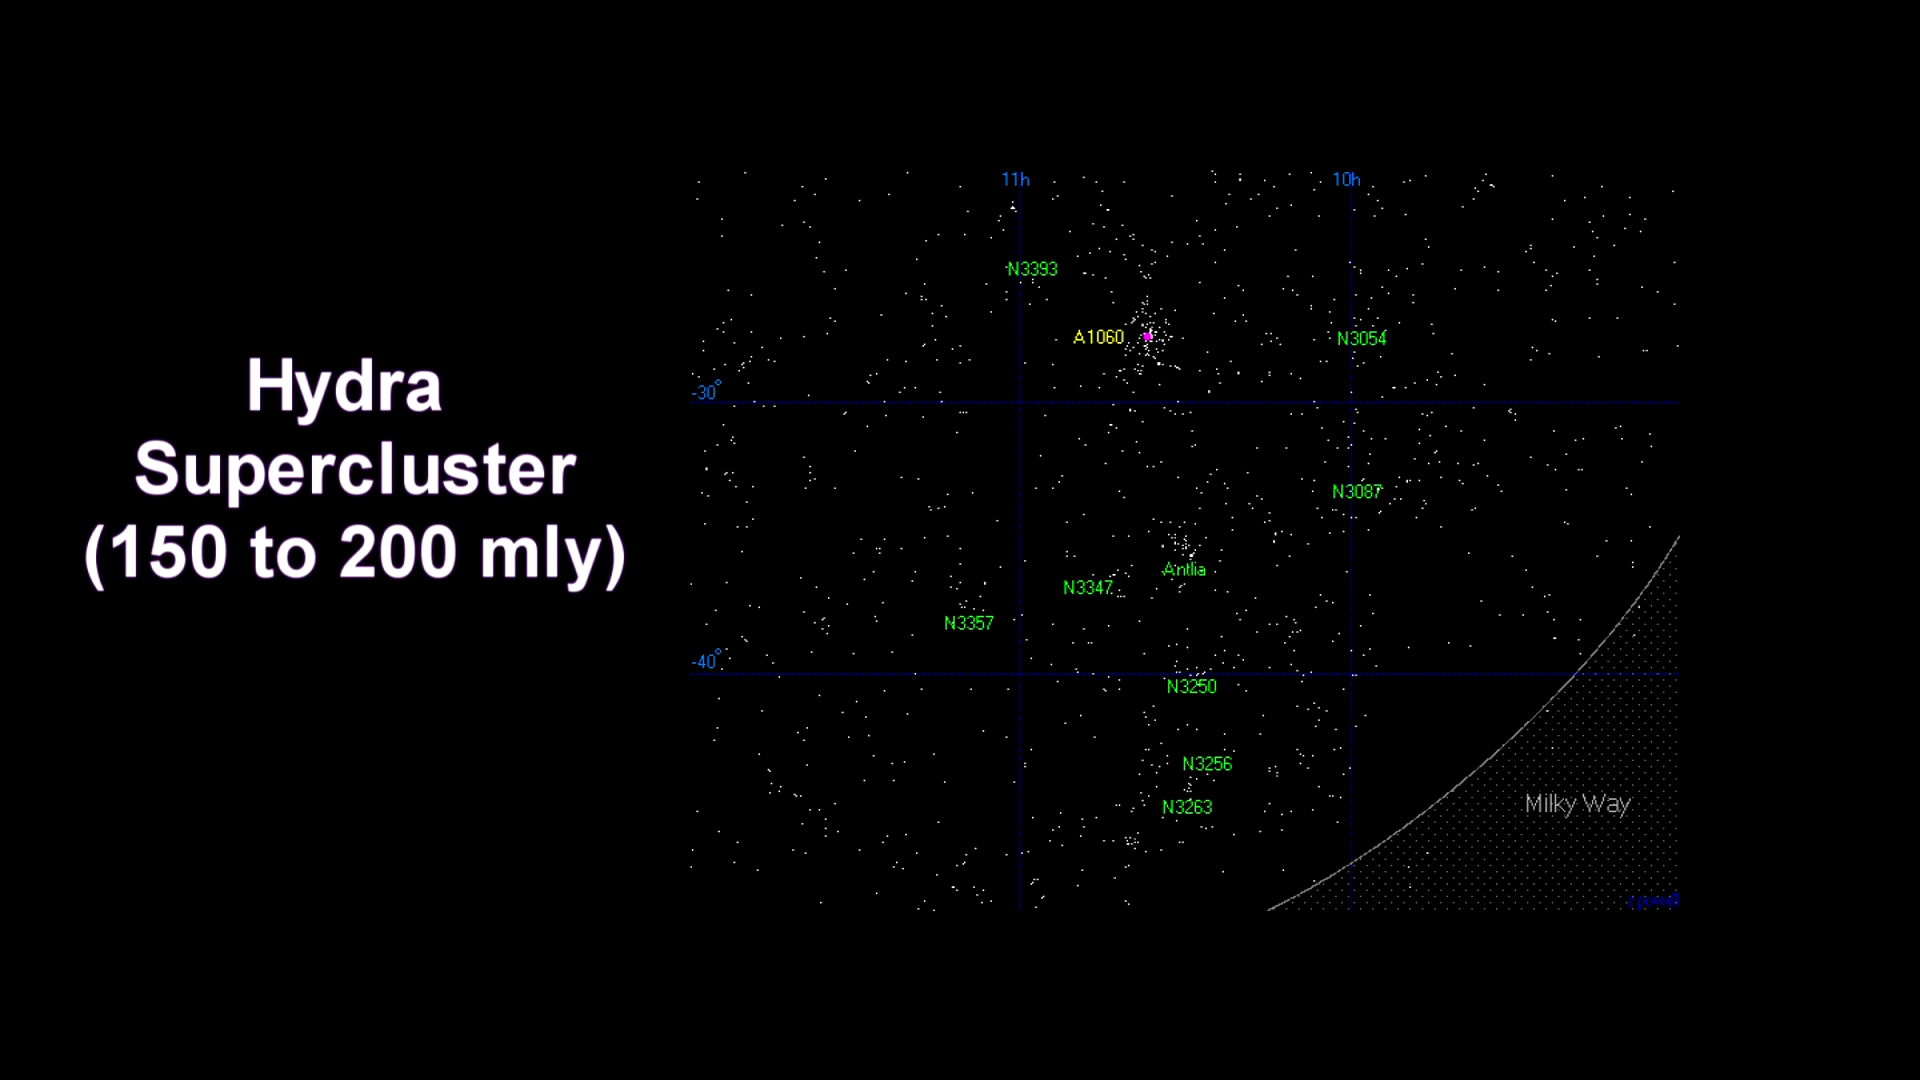 Hydra
Supercluster
(150 to 200 mly)
11h
10h
N3393
A1060
N3054
-30°
N3087
Antlia
N3347
N3357
-40°
N3250
N3256
N3263
Milky Way